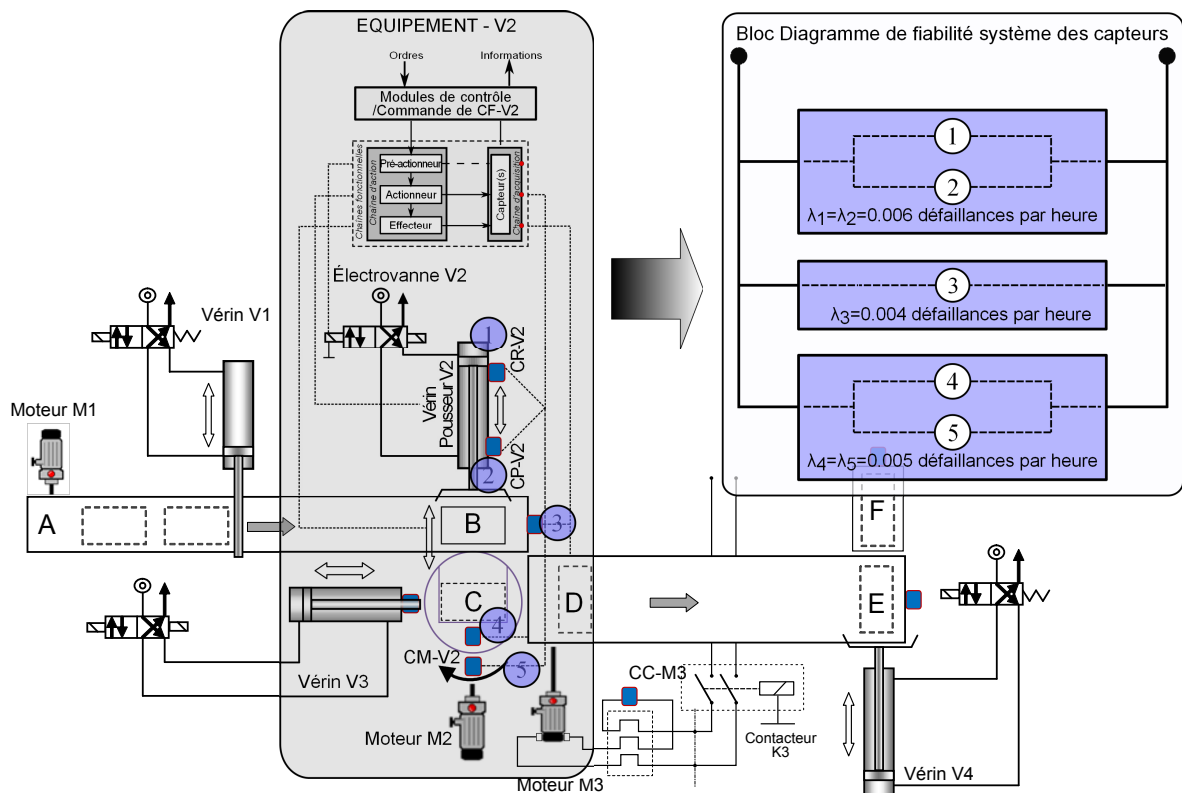 EQUIPEMENT - V2
Ordres
Informations
Modules de contrôle
/Commande de CF-V2
Chaînes fonctionnelles
Chaîne d'action
Pré-actionneur
Actionneur
Effecteur
Capteur(s)
Chaîne d'acquisition
Électrovanne V2
Vérin V1
Moteur M1
Vérin
Pousseur V2
1
CR-V2
CP-V2
2
A
B
3
C
4
D
E
F
CM-V2
5
Vérin V3
Moteur M2
Moteur M3
CC-M3
Contacteur
K3
Vérin V4
Bloc Diagramme de fiabilité système des capteurs
1
2
λ1=λ2=0.006 défaillances par heure
3
λ3=0.004 défaillances par heure
4
5
λ4=λ5=0.005 défaillances par heure